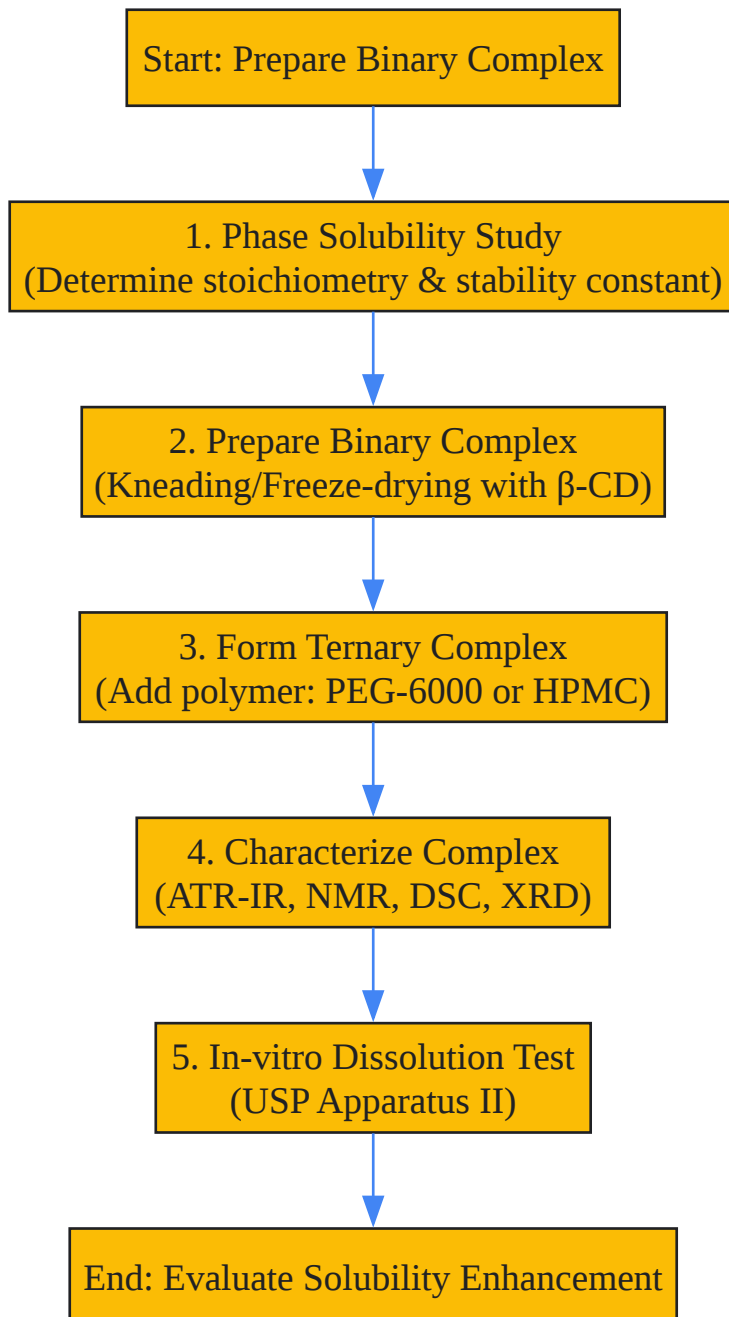 Start: Prepare Binary Complex
1. Phase Solubility Study
(Determine stoichiometry & stability constant)
2. Prepare Binary Complex
(Kneading/Freeze-drying with β-CD)
3. Form Ternary Complex
(Add polymer: PEG-6000 or HPMC)
4. Characterize Complex
(ATR-IR, NMR, DSC, XRD)
5. In-vitro Dissolution Test
(USP Apparatus II)
End: Evaluate Solubility Enhancement